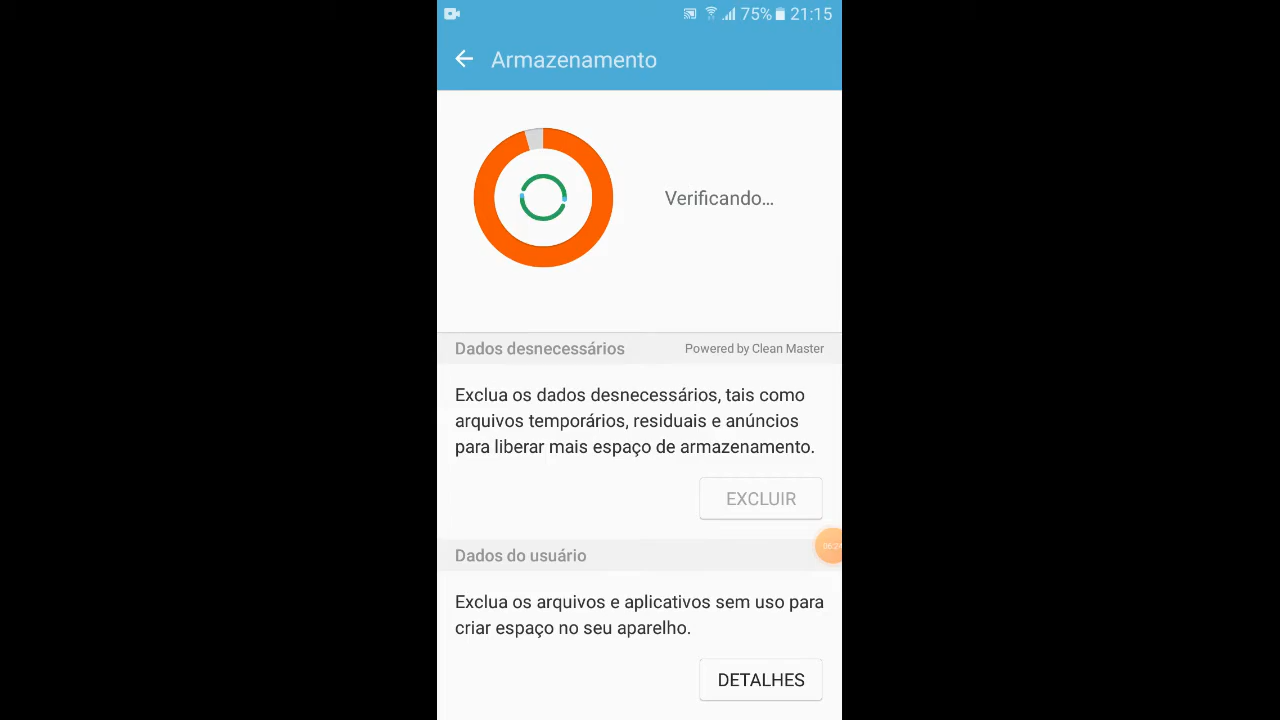 75% 21:15
Armazenamento
Verificando...
Dados desnecessários Powered by Clean Master
Exclua os dados desnecessários, tais como
arquivos temporários, residuais e anúncios
para liberar mais espaço de armazenamento.
EXCLUIR
Dados do usuário
Exclua os arquivos e aplicativos sem uso para
criar espaço no seu aparelho.
DETALHES